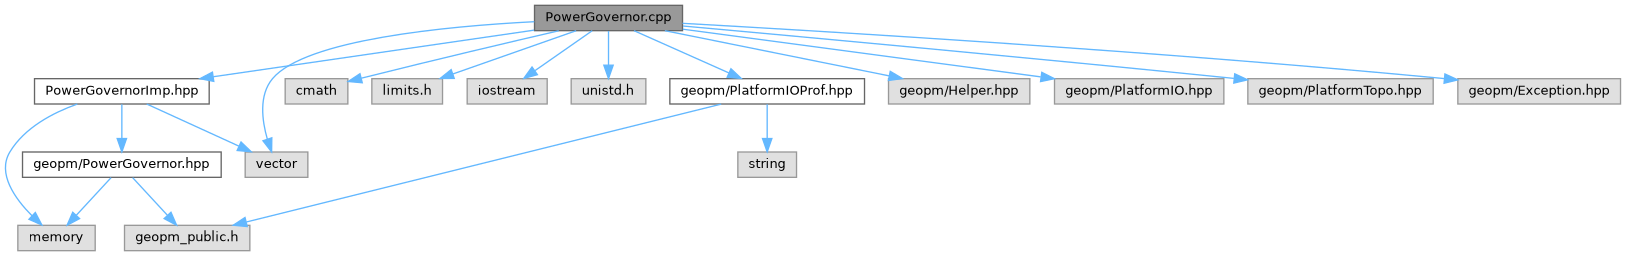 PowerGovernor.cpp
PowerGovernorImp.hpp
cmath
limits.h
iostream
unistd.h
geopm/PlatformIOProf.hpp
geopm/Helper.hpp
geopm/PlatformIO.hpp
geopm/PlatformTopo.hpp
geopm/Exception.hpp
geopm/PowerGovernor.hpp
vector
string
memory
geopm_public.h